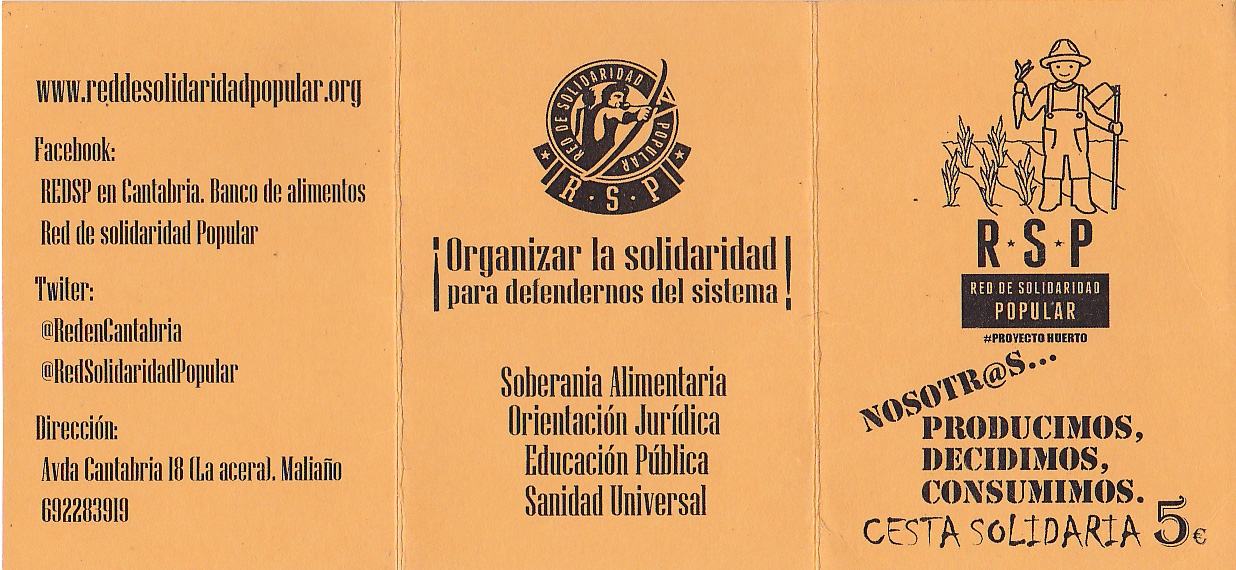 www.reddesolidaridadpopular.org
Facebook:
REDSP en Cantabria. Banco de alimentos
Red de solidaridad Popular
Twiter:
@RedenCantabria
@RedSolidaridadPopular
Dirección:
Avda Cantabria 18 (La acera). Maliaño
692283919
RED DE SOLIDARIDAD POPULAR
R·S·P
¡Organizar la solidaridad
para defendernos del sistema!
Soberania Alimentaria
Orientación Jurídica
Educación Pública
Sanidad Universal
R★S★P
RED DE SOLIDARIDAD
POPULAR
#PROYECTO HUERTO
NOSOTR@S...
PRODUCIMOS,
DECIDIMOS,
CONSUMIMOS.
CESTA SOLIDARIA 5€